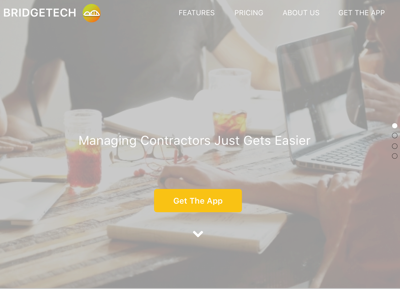 BRIDGETECH
FEATURES PRICING ABOUT US GET THE APP
Managing Contractors Just Gets Easier
Get The App